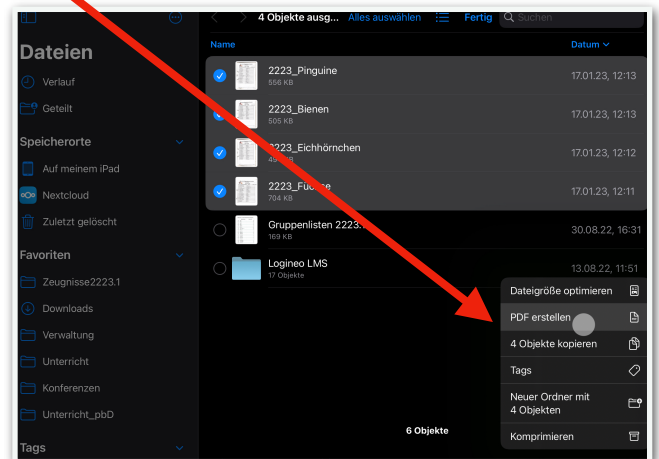 4 Objekte ausg... Alles auswählen Fertig Suchen
Dateien
Verlauf
Geteilt
Speicherorte
Auf meinem iPad
Nextcloud
Zuletzt gelöscht
Favoriten
Zeugnisse2223.1
Downloads
Verwaltung
Unterricht
Konferenzen
Unterricht_pbD
Tags
Name Datum
2223_Pinguine 17.01.23, 12:13
556 KB
2223_Bienen 17.01.23, 12:13
505 KB
2223_Eichhörnchen 17.01.23, 12:12
2223_Füchse 17.01.23, 12:11
704 KB
Gruppenlisten 2223. 30.08.22, 16:31
169 KB
Logineo LMS 13.08.22, 11:51
17 Objekte
Dateigröße optimieren
PDF erstellen
4 Objekte kopieren
Tags
Neuer Ordner mit
4 Objekten
Komprimieren
6 Objekte